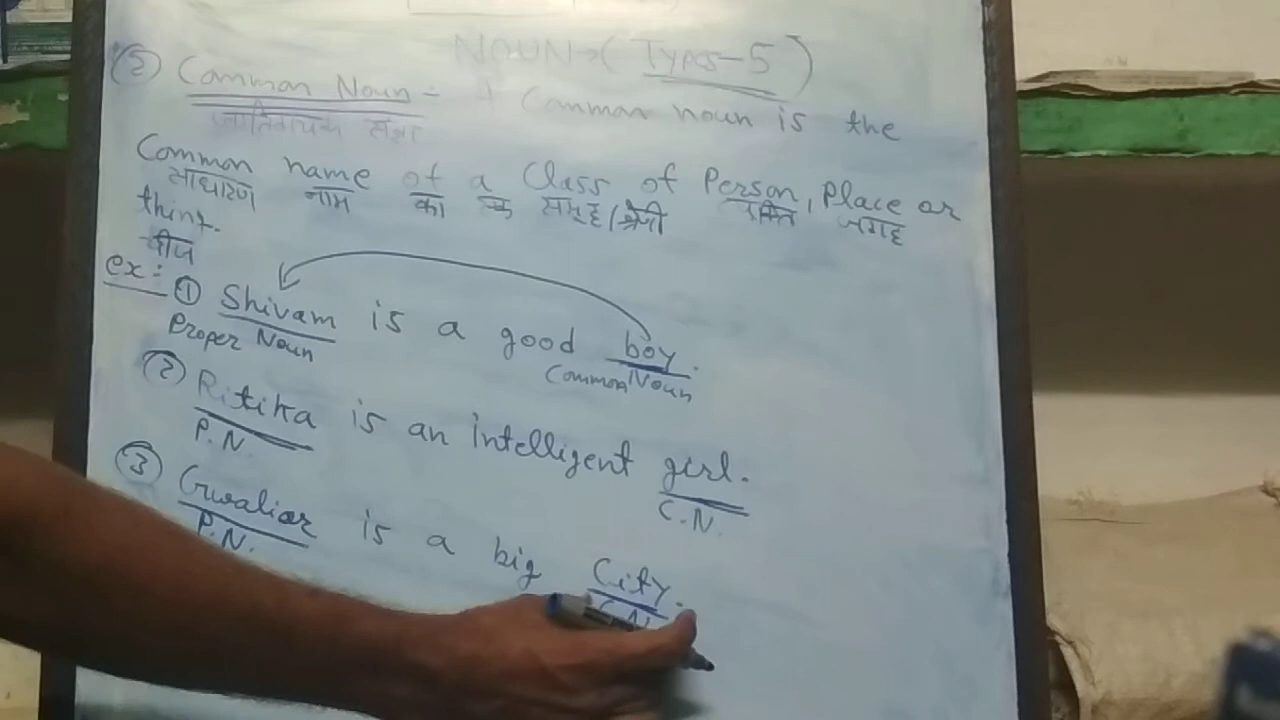 NOUN→(Types-5)
(2) Common Noun:- A Common noun is the
जातिवाचक संज्ञा
Common name of a Class of Person, Place or
साधारण नाम का एक समूह/श्रेणी व्यक्ति जगह
thint.
चीज
ex:- ① Shivam is a good boy.
Proper Noun Common Noun
(2) Ritika is an intelligent girl.
P.N. C.N.
(3) Gwalior is a big City.
P.N. C.N.